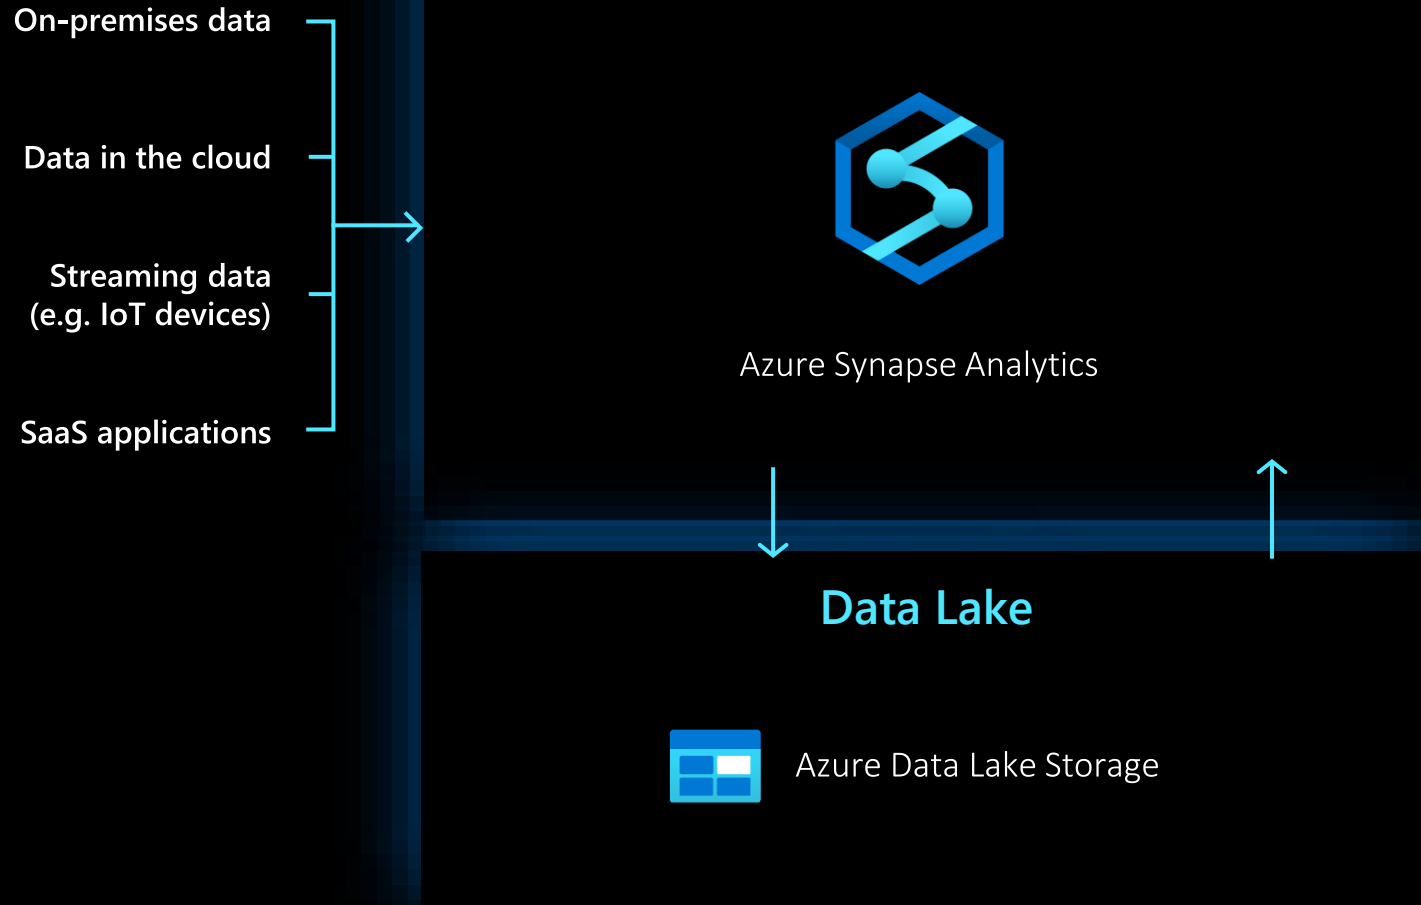 On-premises data
Data in the cloud
Streaming data
(e.g. IoT devices)
SaaS applications
Azure Synapse Analytics
Data Lake
Azure Data Lake Storage